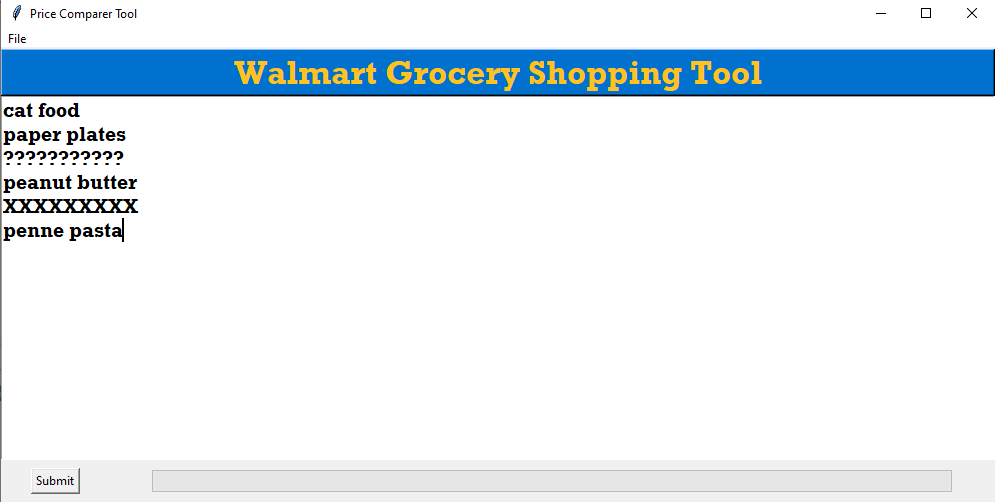 Price Comparer Tool
File
Walmart Grocery Shopping Tool
cat food
paper plates
???????????
peanut butter
XXXXXXXXX
penne pasta
Submit